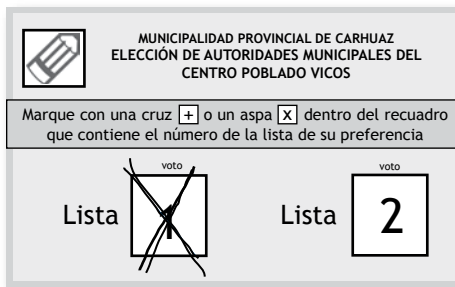 MUNICIPALIDAD PROVINCIAL DE CARHUAZ
ELECCIÓN DE AUTORIDADES MUNICIPALES DEL
CENTRO POBLADO VICOS
Marque con una cruz + o un aspa x dentro del recuadro
que contiene el número de la lista de su preferencia
voto
Lista 1
voto
Lista 2